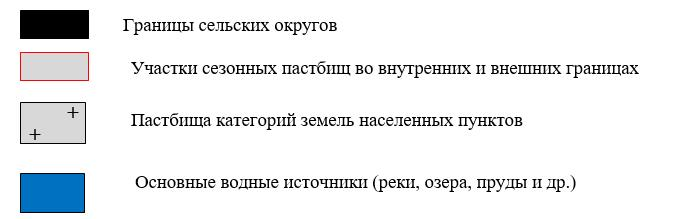 Границы сельских округов
Участки сезонных пастбищ во внутренних и внешних границах
Пастбища категорий земель населенных пунктов
Основные водные источники (реки, озера, пруды и др.)